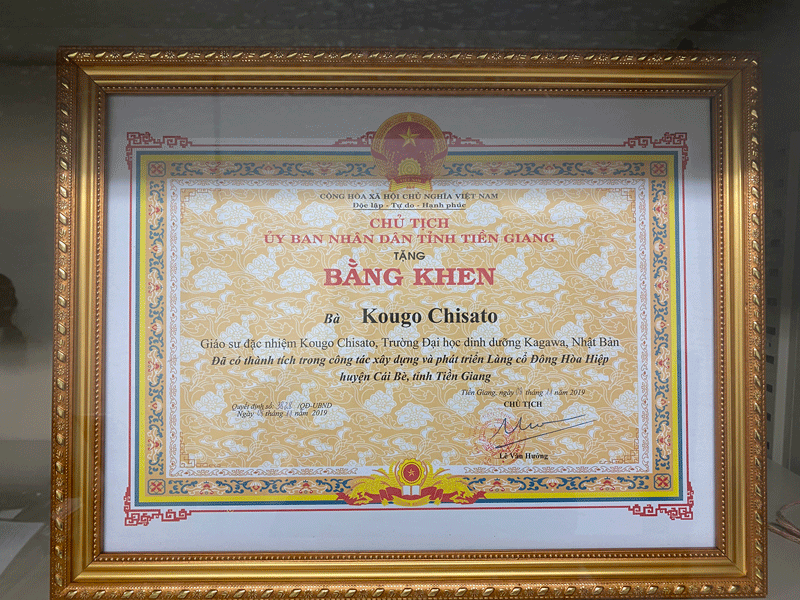 CỘNG HÒA XÃ HỘI CHỦ NGHĨA VIỆT NAM
Độc lập - Tự do - Hạnh phúc
CHỦ TỊCH
ỦY BAN NHÂN DÂN TỈNH TIỀN GIANG
TẶNG
BẰNG KHEN
Bà Kougo Chisato
Giáo sư đặc nhiệm Kougo Chisato, Trường Đại học dinh dưỡng Kagawa, Nhật Bản
Đã có thành tích trong công tác xây dựng và phát triển Làng cổ Đông Hòa Hiệp
huyện Cái Bè, tỉnh Tiền Giang
Tiền Giang, ngày tháng 11 năm 2019
CHỦ TỊCH
Quyết định số: /QĐ-UBND
Ngày tháng 11 năm 2019
Lê Văn Hưởng